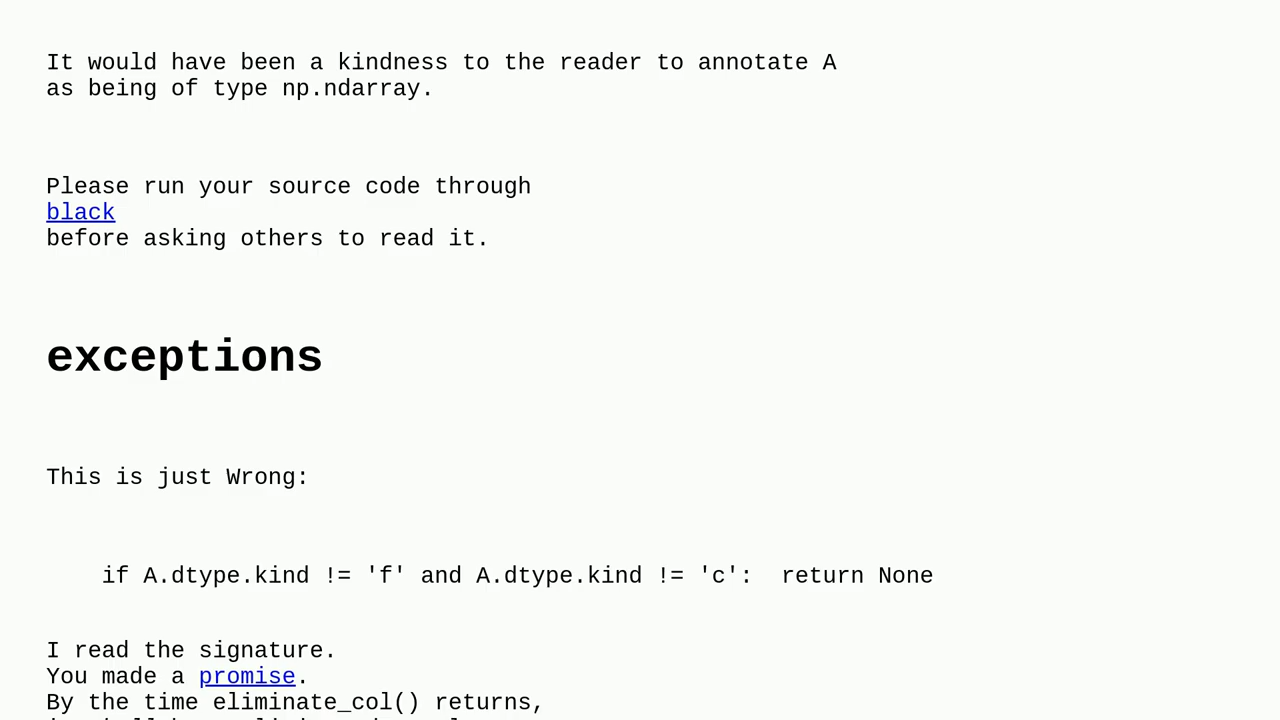 It would have been a kindness to the reader to annotate A
as being of type np.ndarray.
Please run your source code through
black
before asking others to read it.
exceptions
This is just Wrong:
if A.dtype.kind != 'f' and A.dtype.kind != 'c':  return None
I read the signature.
You made a promise.
By the time eliminate_col() returns,